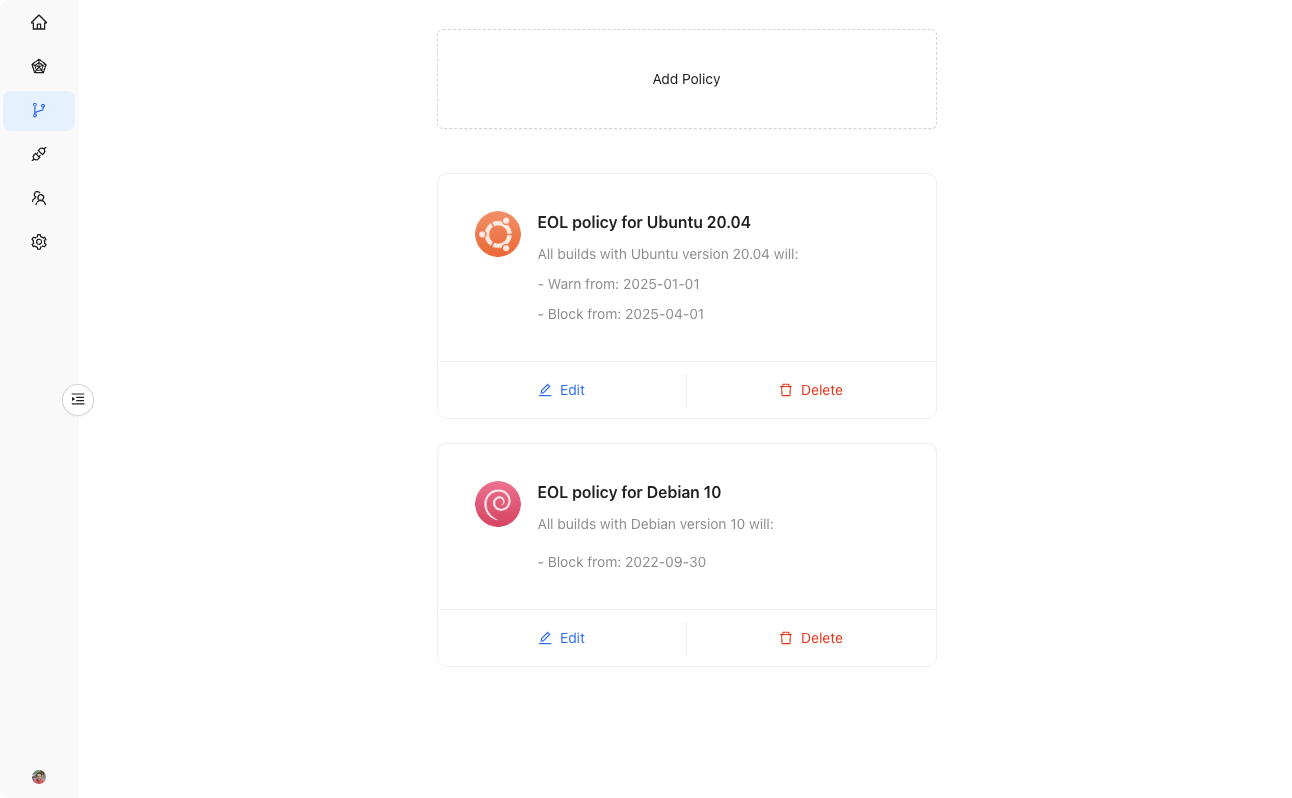 Add Policy
EOL policy for Ubuntu 20.04
All builds with Ubuntu version 20.04 will:
- Warn from: 2025-01-01
- Block from: 2025-04-01
Edit
Delete
EOL policy for Debian 10
All builds with Debian version 10 will:
- Block from: 2022-09-30
Edit
Delete